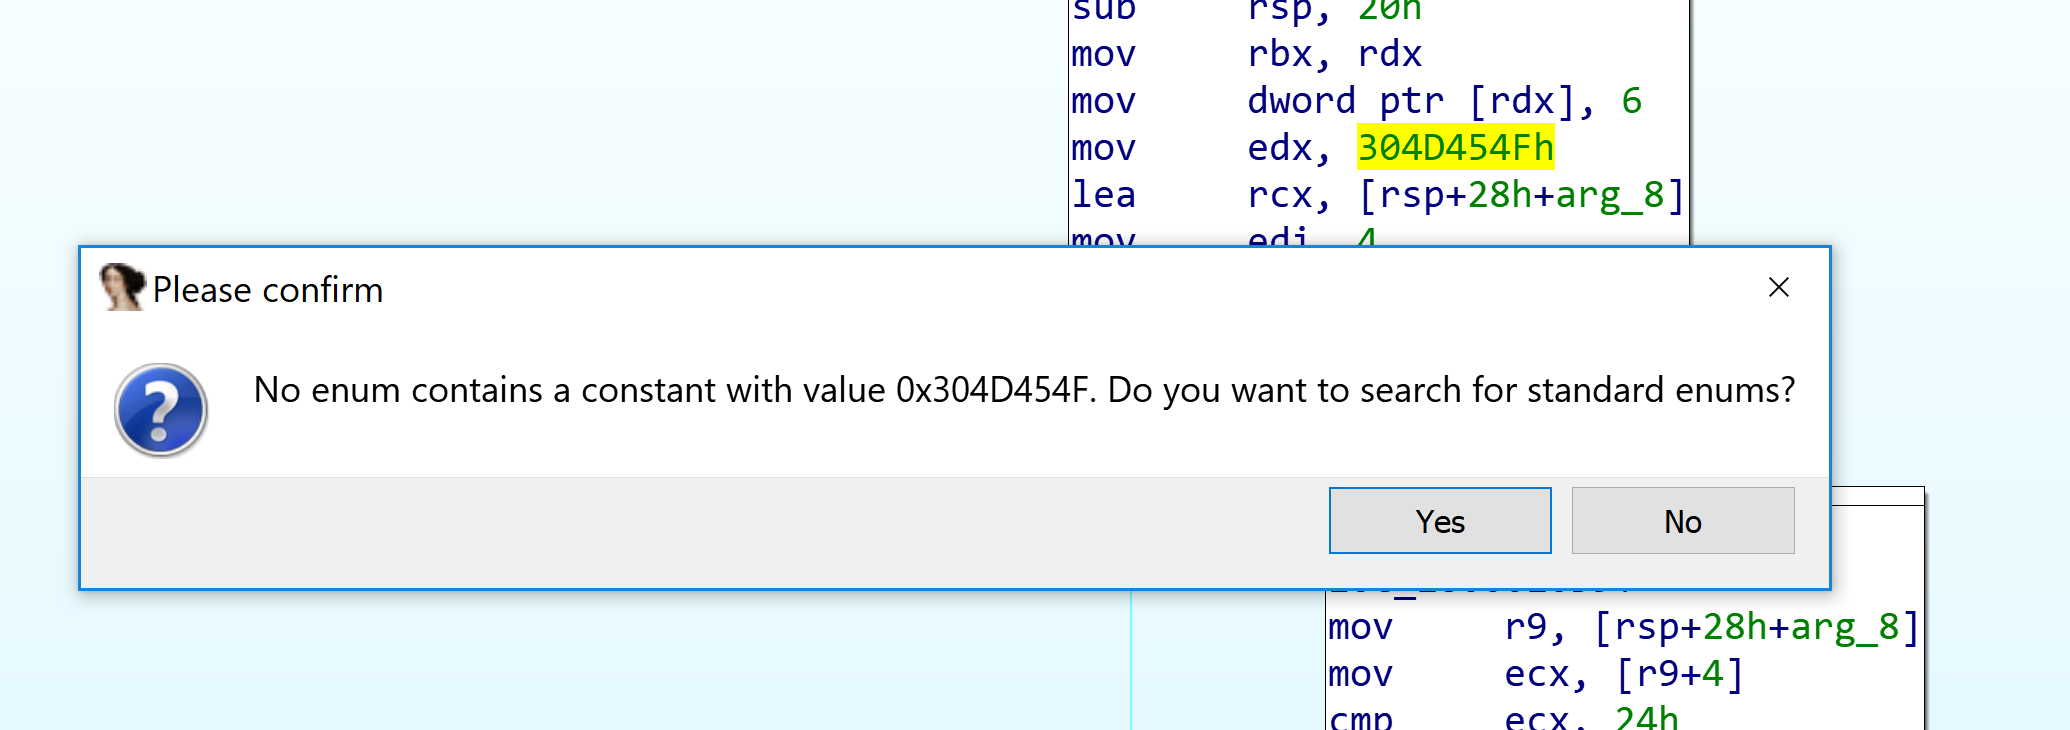 sub rsp, 20h
mov rbx, rdx
mov dword ptr [rdx], 6
mov edx, 304D454Fh
lea rcx, [rsp+28h+arg_8]
mov edi, 4
Please confirm
No enum contains a constant with value 0x304D454F. Do you want to search for standard enums?
Yes No
mov r9, [rsp+28h+arg_8]
mov ecx, [r9+4]
cmp ecx, 24h